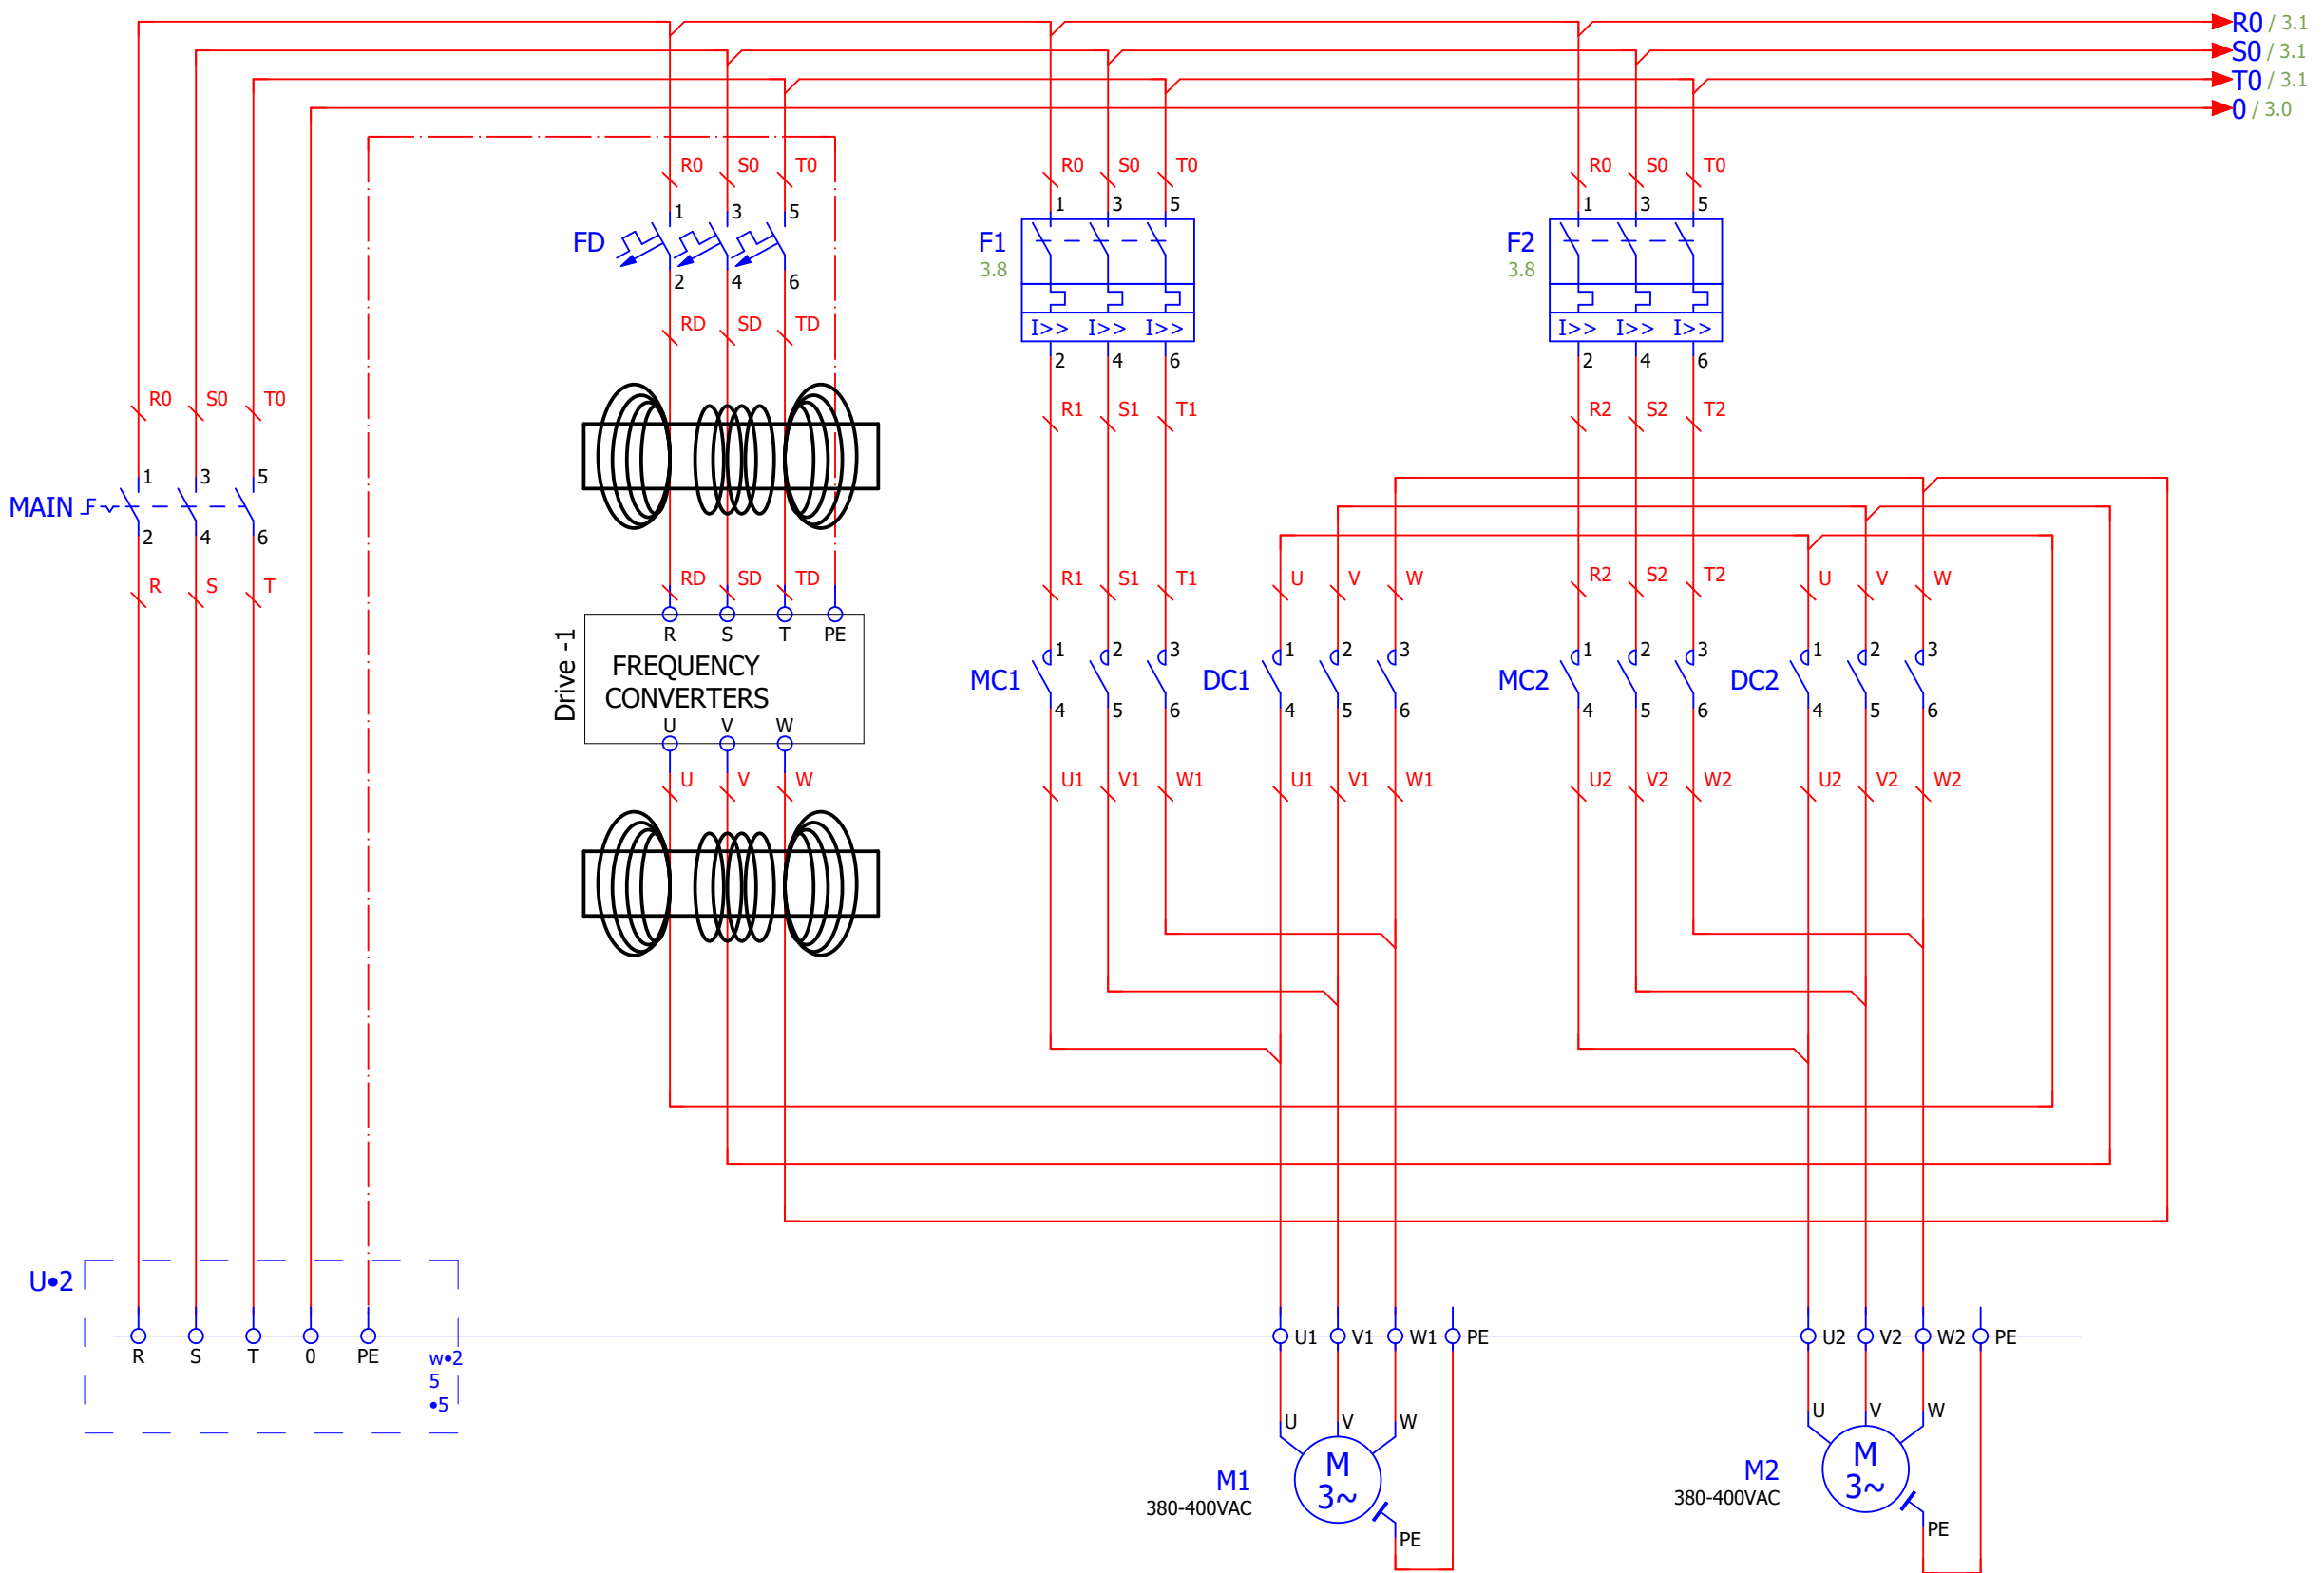 R0 / 3.1
S0 / 3.1
T0 / 3.1
0 / 3.0
R0 S0 T0
R0 S0 T0
R0 S0 T0
1 3 5
1 3 5
1 3 5
FD
F1
3.8
F2
3.8
2 4 6
I>> I>> I>>
I>> I>> I>>
2 4 6
2 4 6
RD SD TD
R0 S0 T0
R1 S1 T1
R2 S2 T2
1 3 5
MAIN
2 4 6
R S T
RD SD TD
R1 S1 T1
U V W
R2 S2 T2
U V W
R S T PE
Drive -1
FREQUENCY
CONVERTERS
U V W
1 2 3
1 2 3
1 2 3
1 2 3
MC1
DC1
MC2
DC2
4 5 6
4 5 6
4 5 6
4 5 6
U V W
U1 V1 W1
U1 V1 W1
U2 V2 W2
U2 V2 W2
U•2
R S T 0 PE
w•2
5
•5
U1 V1 W1 PE
U2 V2 W2 PE
U V W
M
3~
M1
380-400VAC
PE
U V W
M
3~
M2
380-400VAC
PE